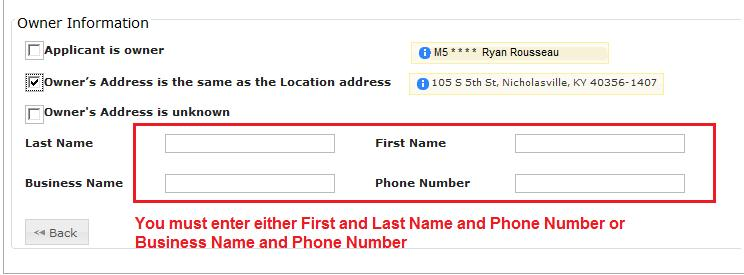 Owner Information
Applicant is owner M5 * * * * Ryan Rousseau
Owner's Address is the same as the Location address 105 S 5th St, Nicholasville, KY 40356-1407
Owner's Address is unknown
Last Name First Name
Business Name Phone Number
<< Back You must enter either First and Last Name and Phone Number or
Business Name and Phone Number